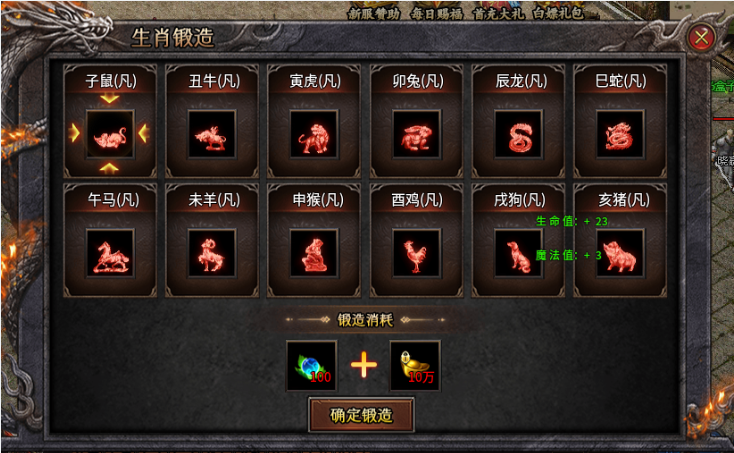 新服赞助 每日赐福 首充大礼 白嫖礼包
生肖锻造
子鼠(凡) 丑牛(凡) 寅虎(凡) 卯兔(凡) 辰龙(凡) 巳蛇(凡)
午马(凡) 未羊(凡) 申猴(凡) 酉鸡(凡) 戌狗(凡) 亥猪(凡)
生命值: + 23
魔法值: + 3
锻造消耗
100 10万
确定锻造